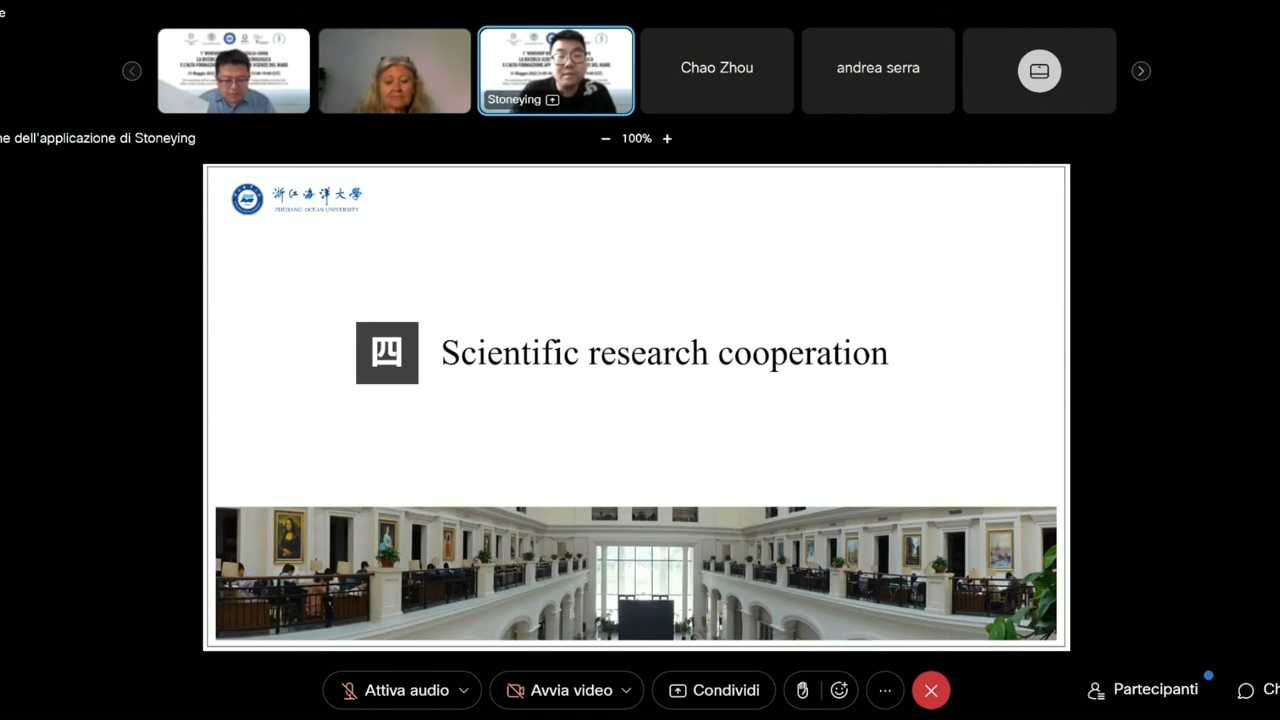 e
Stoneying
Chao Zhou
andrea serra
ne dell'applicazione di Stoneying
100%
浙江海洋大學
ZHEJIANG OCEAN UNIVERSITY
四 Scientific research cooperation
Attiva audio
Avvia video
Condividi
Partecipanti
Ch